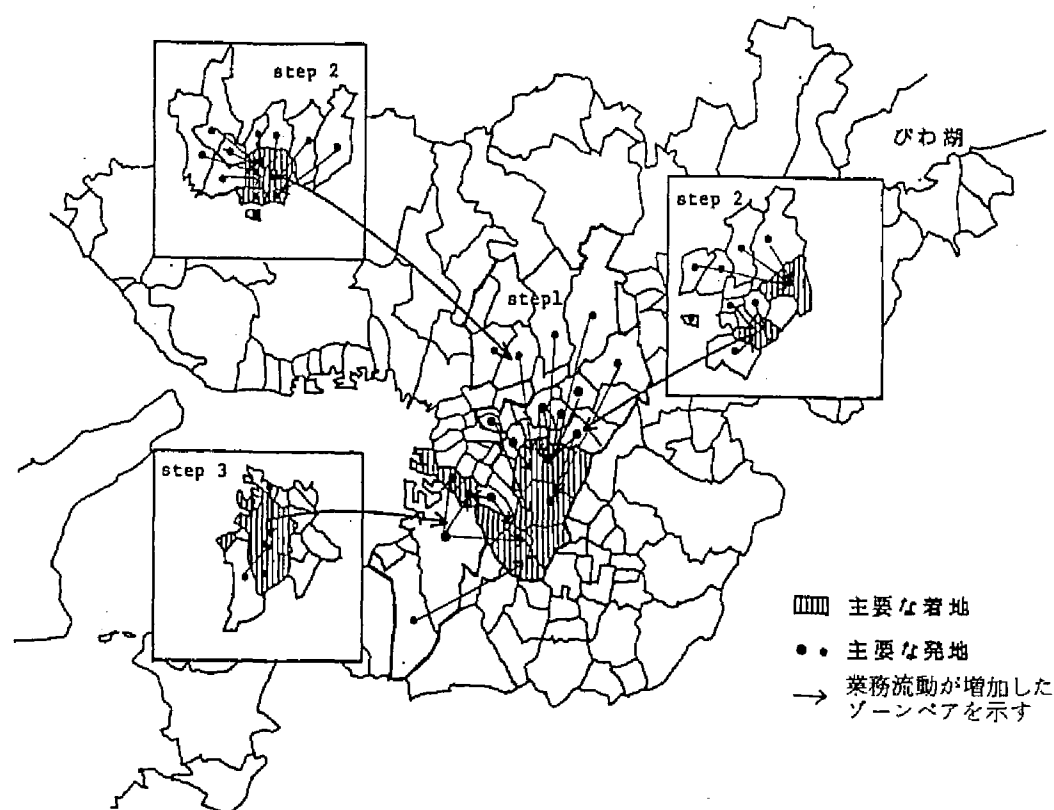 step 2
びわ湖
step 2
step1
step 3
主要な着地
主要な発地
業務流動が増加した
ゾーンペアを示す